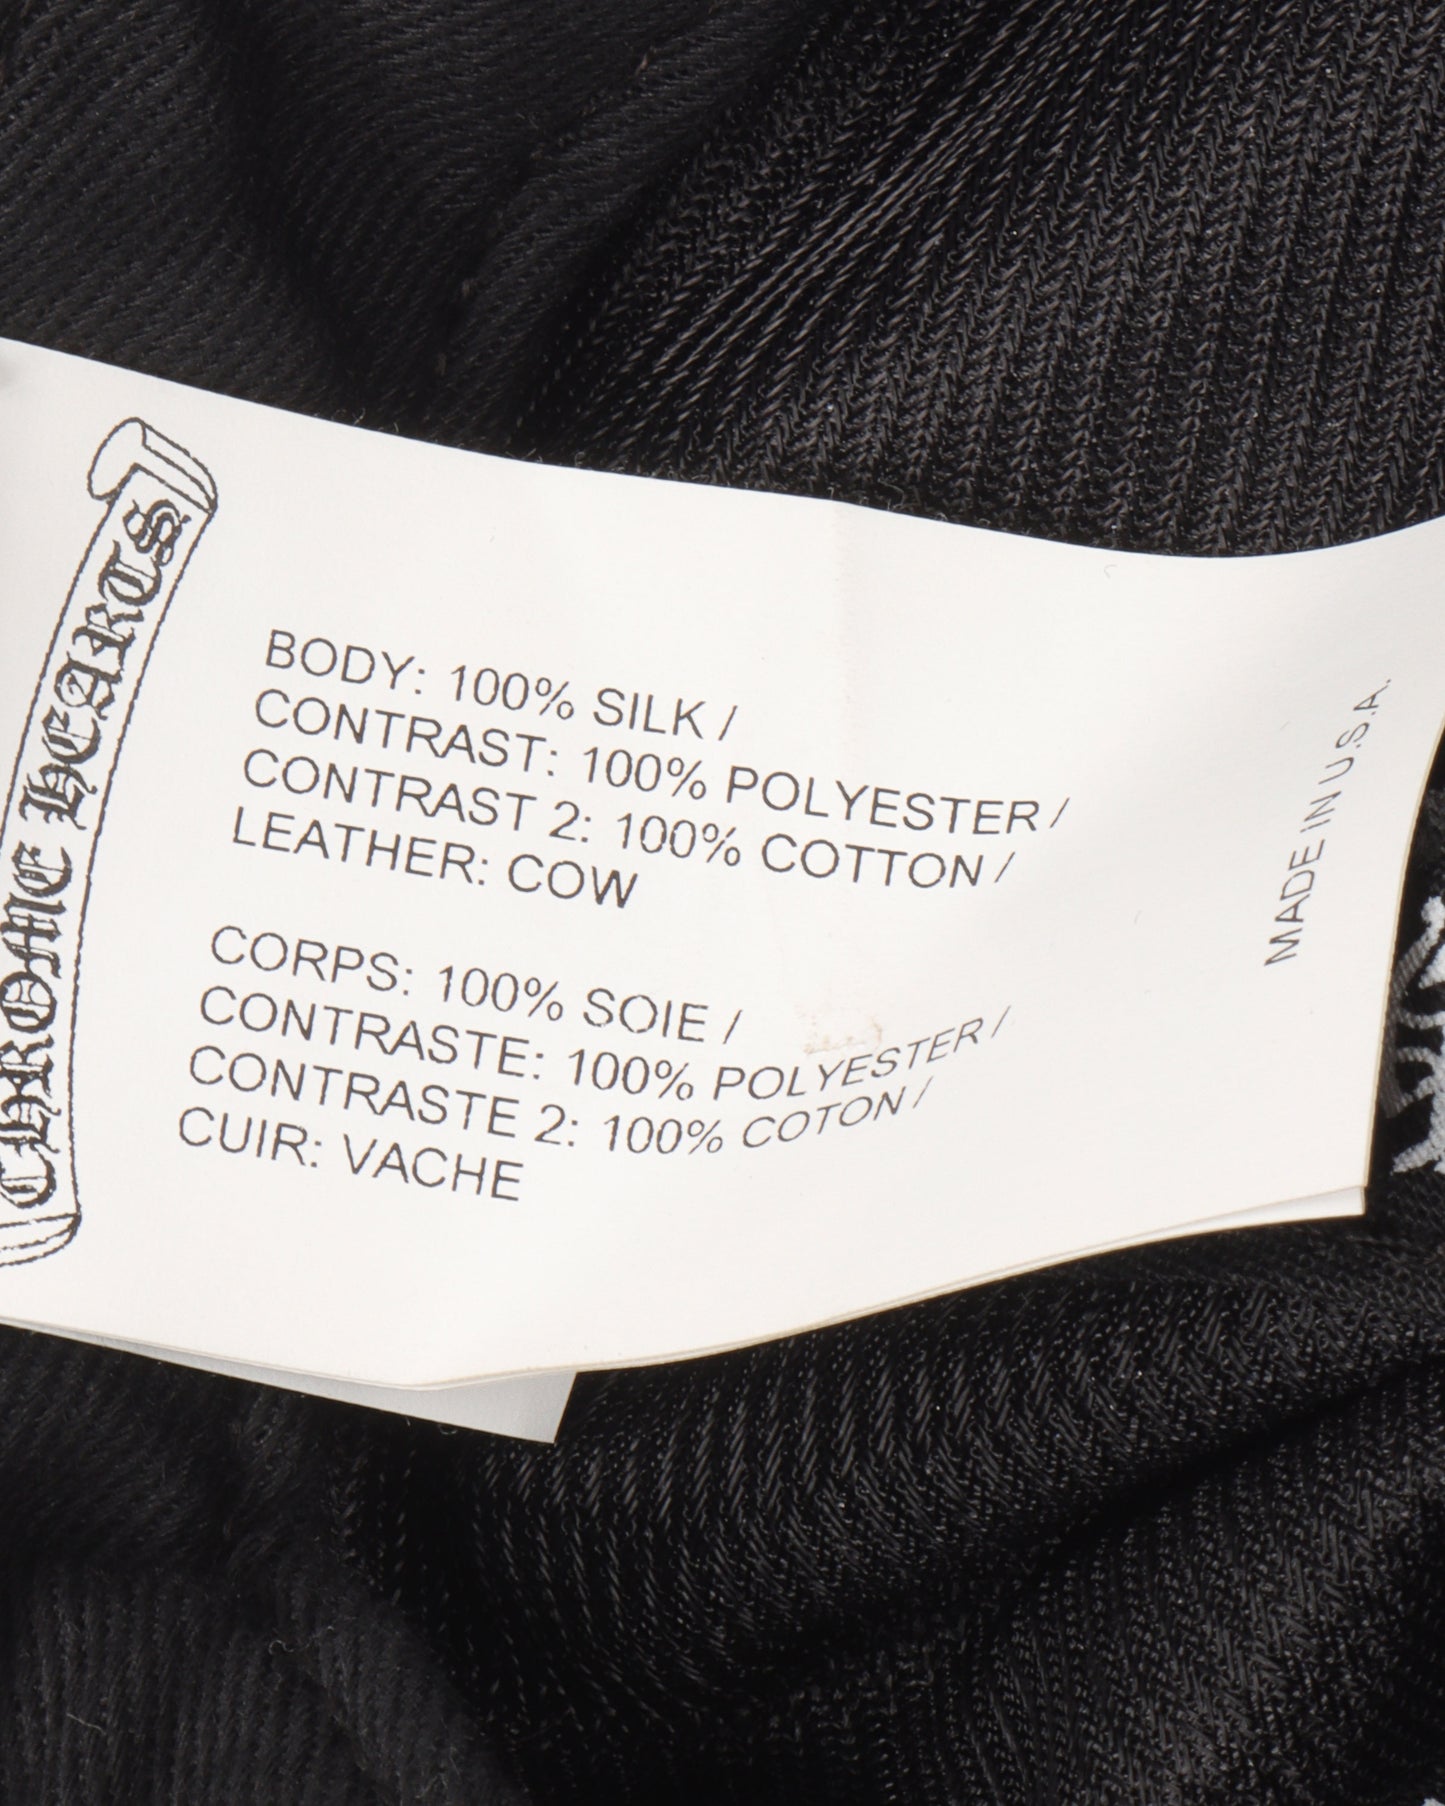 CHROME HEARTS
BODY: 100% SILK /
CONTRAST: 100% POLYESTER /
CONTRAST 2: 100% COTTON /
LEATHER: COW
CORPS: 100% SOIE /
CONTRASTE: 100% POLYESTER /
CONTRASTE 2: 100% COTON /
CUIR: VACHE
MADE IN U.S.A.